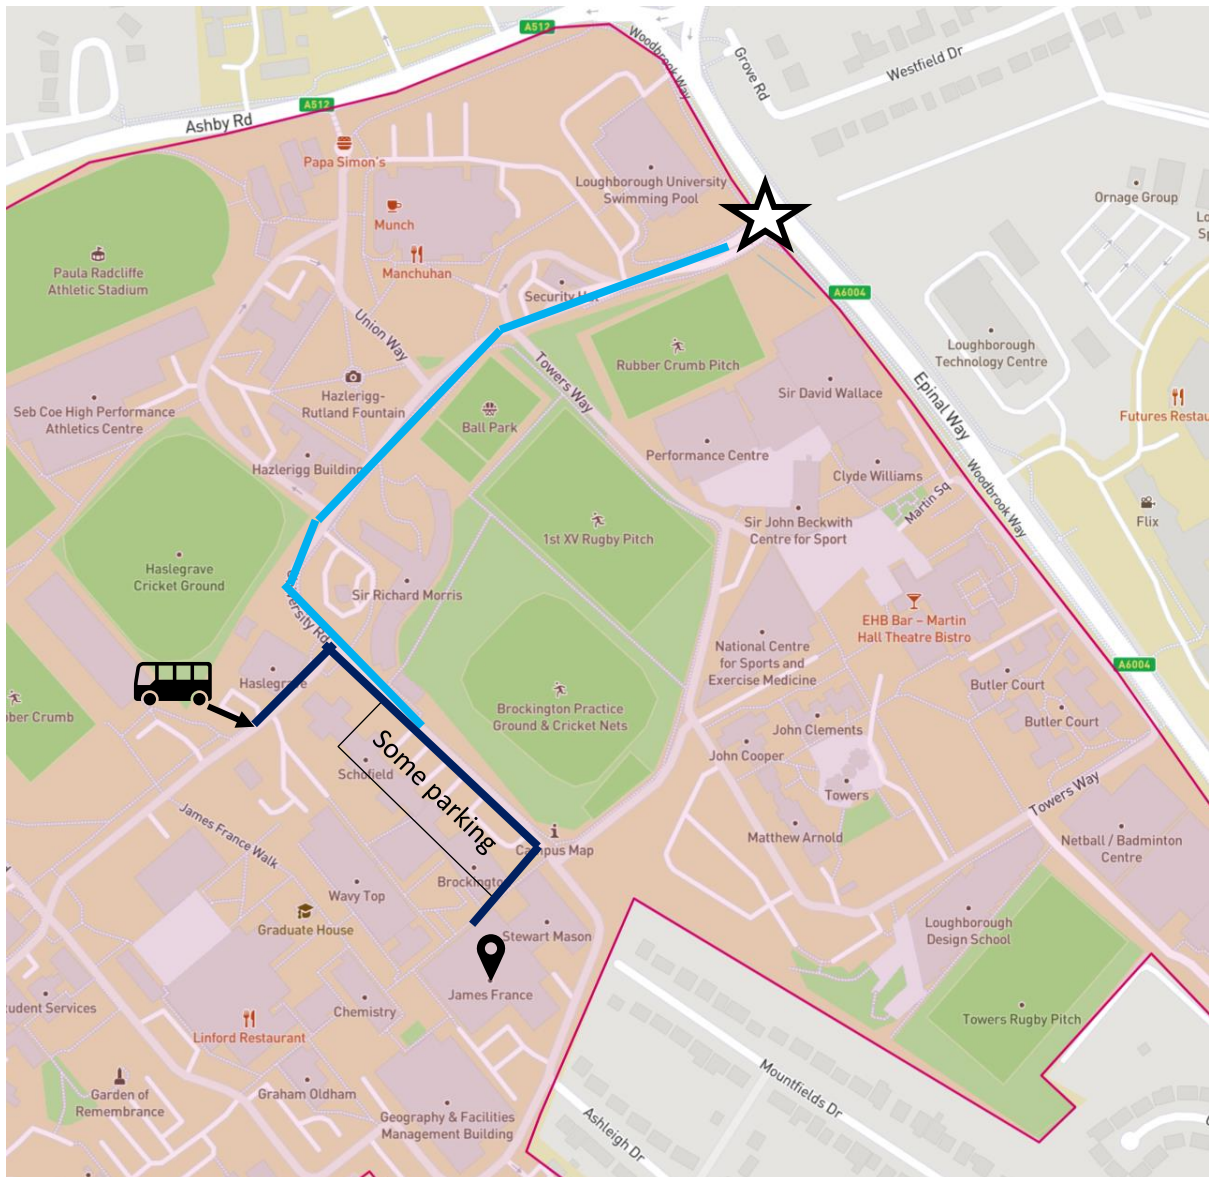 A512
Woodbrook Way
Grove Rd
Westfield Dr
A512
Ashby Rd
Papa Simon's
Loughborough University
Swimming Pool
Ornage Group
Munch
Manchuhan
Paula Radcliffe
Athletic Stadium
Security
A6004
Union Way
Towers Way
Rubber Crumb Pitch
Loughborough
Technology Centre
Hazlerigg-
Rutland Fountain
Sir David Wallace
Epinal Way
Seb Coe High Performance
Athletics Centre
Ball Park
Futures Restau
Hazlerigg Building
Performance Centre
Clyde Williams
Woodbrook Way
Martin Sq
Flix
Sir John Beckwith
Centre for Sport
1st XV Rugby Pitch
Haslegrave
Cricket Ground
Sir Richard Morris
versity Rd
EHB Bar – Martin
Hall Theatre Bistro
National Centre
for Sports and
Exercise Medicine
A6004
Haslegrave
Butler Court
ber Crumb
Brockington Practice
Ground & Cricket Nets
Butler Court
John Clements
John Cooper
Some parking
Schofield
Towers
Towers Way
James France Walk
Matthew Arnold
Campus Map
Netball / Badminton
Centre
Brockington
Wavy Top
Graduate House
Stewart Mason
Loughborough
Design School
James France
tudent Services
Chemistry
Towers Rugby Pitch
Linford Restaurant
Garden of
Remembrance
Graham Oldham
Mountfields Dr
Geography & Facilities
Management Building
Ashleigh Dr